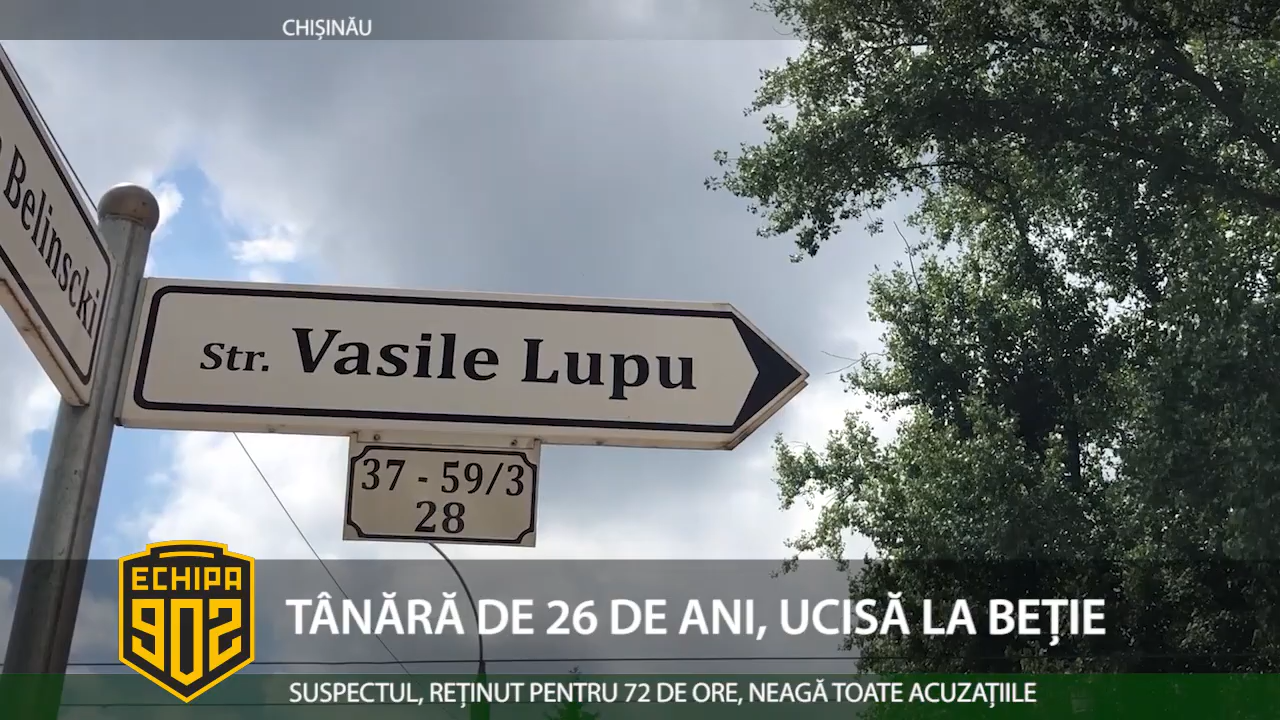 CHIȘINĂU
Belinscki
Str. Vasile Lupu
37 - 59/3
28
ECHIPA
902
TÂNĂRĂ DE 26 DE ANI, UCISĂ LA BEȚIE
SUSPECTUL, REȚINUT PENTRU 72 DE ORE, NEAGĂ TOATE ACUZAȚIILE